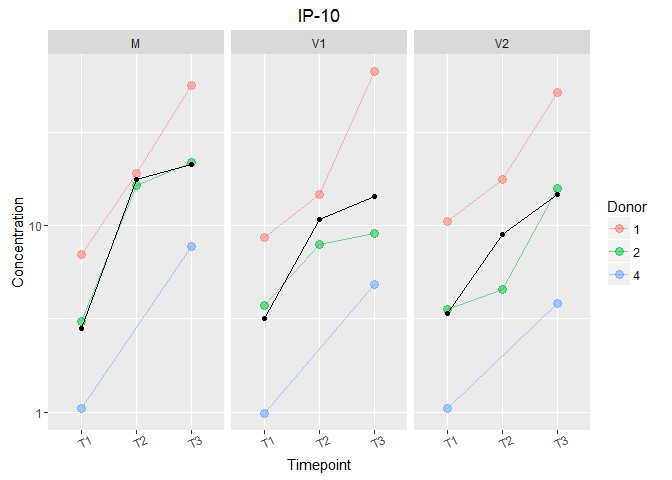 IP-10
M V1 V2
Concentration
10
1
T1 T2 T3 T1 T2 T3 T1 T2 T3
Timepoint
Donor
1
2
4